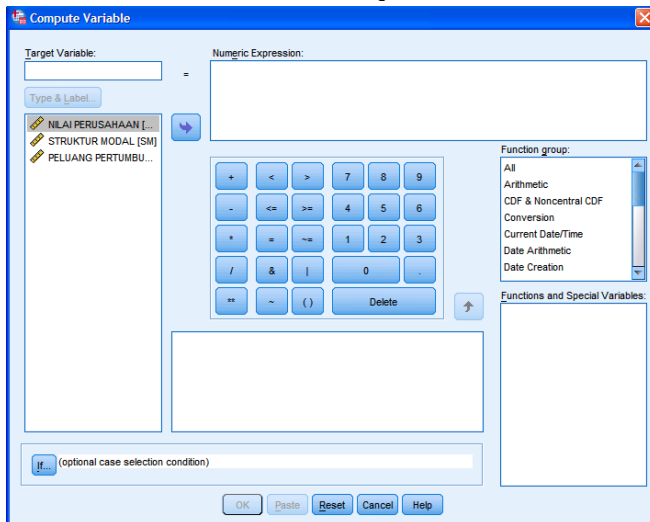 Compute Variable
Target Variable:
Numeric Expression:
=
Type & Label...
NILAI PERUSAHAAN [...
STRUKTUR MODAL [SM]
PELUANG PERTUMBU...
+ < > 7 8 9
- <= >= 4 5 6
* = ~= 1 2 3
/ & | 0 .
** ~ ( ) Delete
Function group:
All
Arithmetic
CDF & Noncentral CDF
Conversion
Current Date/Time
Date Arithmetic
Date Creation
Functions and Special Variables:
If... (optional case selection condition)
OK Paste Reset Cancel Help